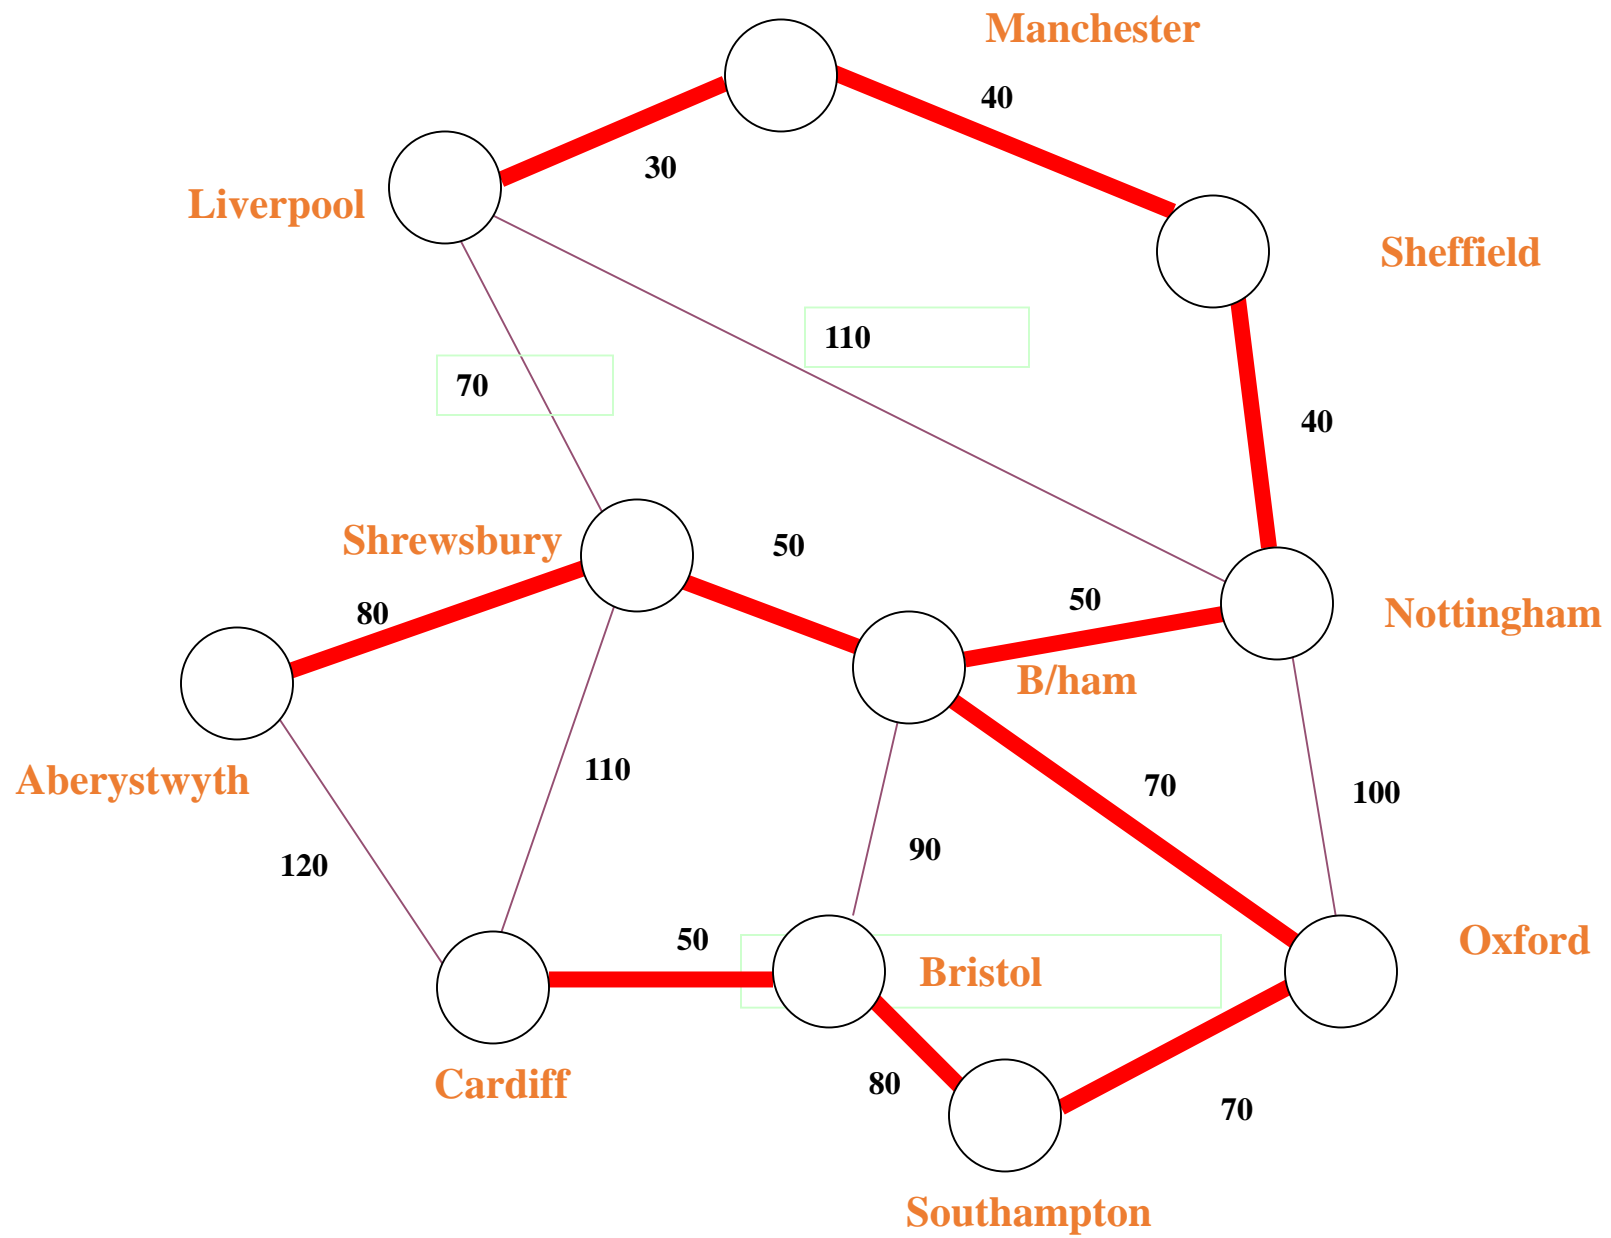 Manchester
40
30
Liverpool
Sheffield
110
70
40
Shrewsbury
50
50
80
Nottingham
B/ham
Aberystwyth
110
70
100
90
120
50
Oxford
Bristol
Cardiff
80
70
Southampton